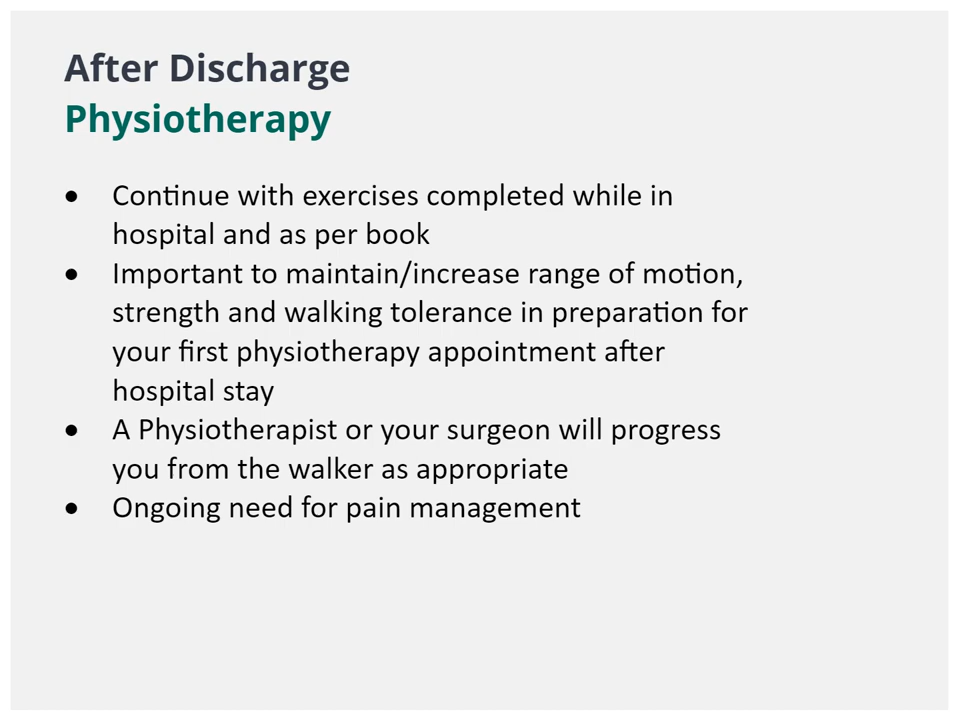 After Discharge
Physiotherapy
• Continue with exercises completed while in
hospital and as per book
• Important to maintain/increase range of motion,
strength and walking tolerance in preparation for
your first physiotherapy appointment after
hospital stay
• A Physiotherapist or your surgeon will progress
you from the walker as appropriate
• Ongoing need for pain management